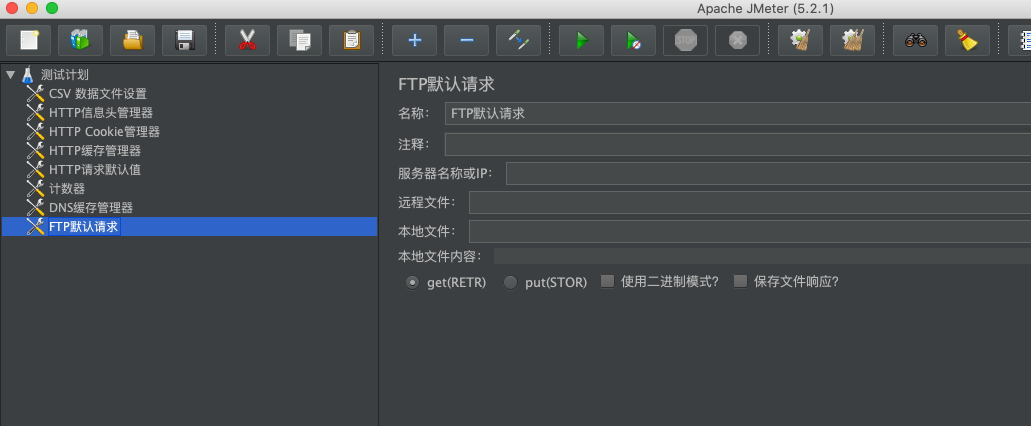 Apache JMeter (5.2.1)
STOP
测试计划
CSV 数据文件设置
HTTP信息头管理器
HTTP Cookie管理器
HTTP缓存管理器
HTTP请求默认值
计数器
DNS缓存管理器
FTP默认请求
FTP默认请求
名称： FTP默认请求
注释：
服务器名称或IP：
远程文件：
本地文件：
本地文件内容：
get(RETR) put(STOR) 使用二进制模式? 保存文件响应?